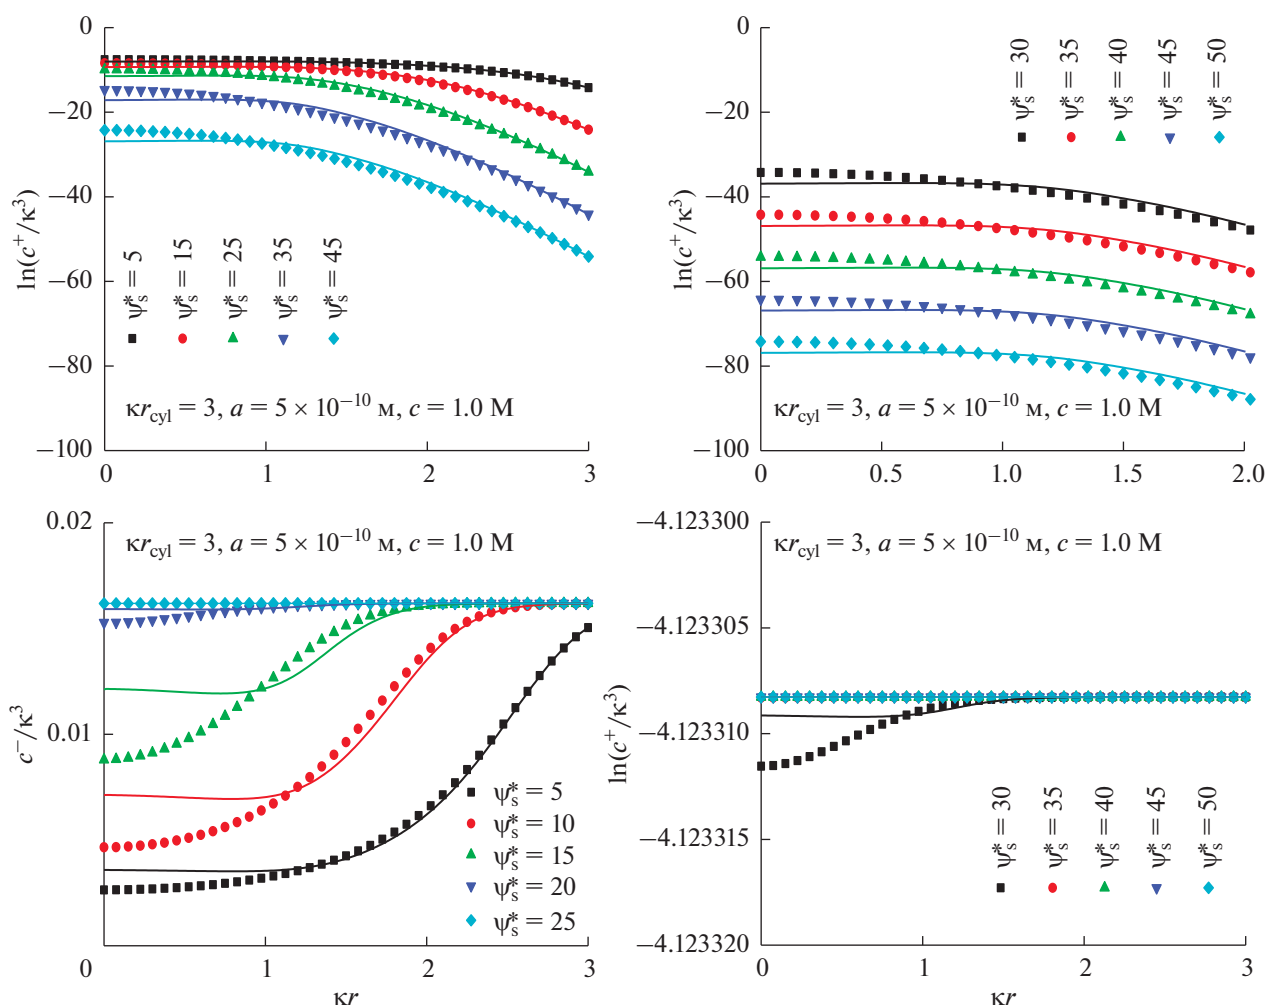 0
−20
−40
−60
−80
−100
ln(c⁺/κ³)
ψ*ₛ = 5
ψ*ₛ = 15
ψ*ₛ = 25
ψ*ₛ = 35
ψ*ₛ = 45
κr_cyl = 3, a = 5 × 10⁻¹⁰ м, c = 1.0 М
0 1 2 3
0
−20
−40
−60
−80
−100
ln(c⁺/κ³)
ψ*ₛ = 30
ψ*ₛ = 35
ψ*ₛ = 40
ψ*ₛ = 45
ψ*ₛ = 50
κr_cyl = 3, a = 5 × 10⁻¹⁰ м, c = 1.0 М
0 0.5 1.0 1.5 2.0
0.02
0.01
c⁻/κ³
κr_cyl = 3, a = 5 × 10⁻¹⁰ м, c = 1.0 М
ψ*ₛ = 5
ψ*ₛ = 10
ψ*ₛ = 15
ψ*ₛ = 20
ψ*ₛ = 25
0 1 2 3
κr
−4.123300
−4.123305
−4.123310
−4.123315
−4.123320
ln(c⁺/κ³)
κr_cyl = 3, a = 5 × 10⁻¹⁰ м, c = 1.0 М
ψ*ₛ = 30
ψ*ₛ = 35
ψ*ₛ = 40
ψ*ₛ = 45
ψ*ₛ = 50
0 1 2 3
κr